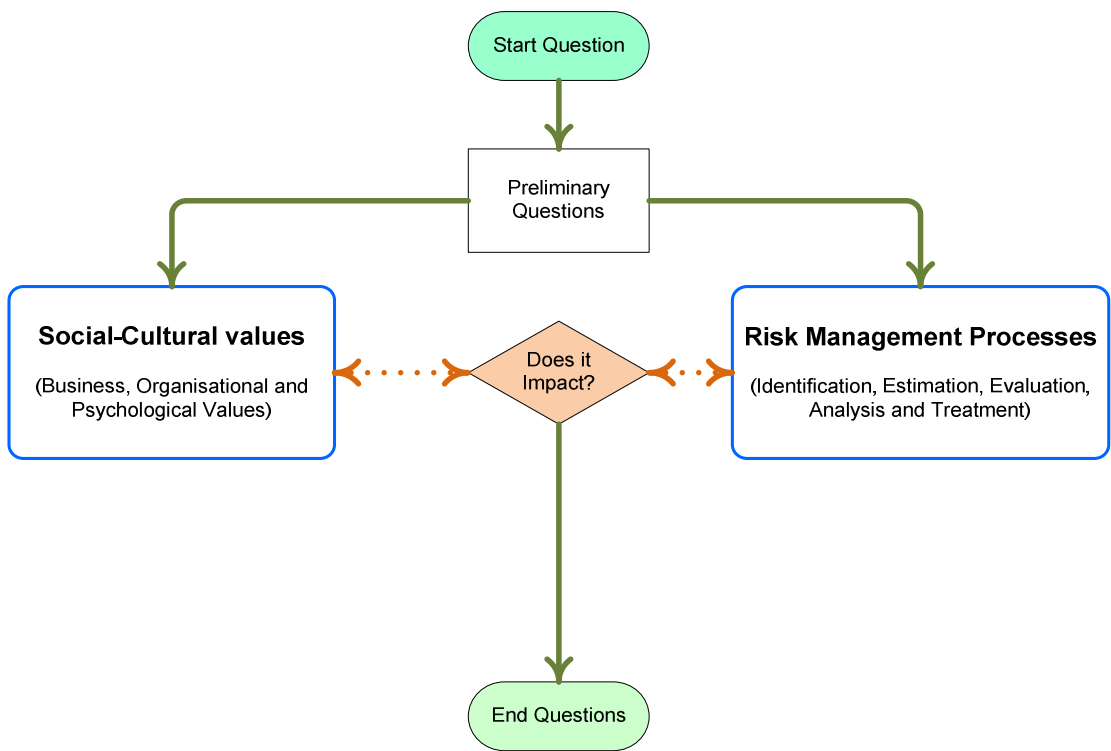 Start Question
Preliminary
Questions
Social-Cultural values
(Business, Organisational and
Psychological Values)
Does it
Impact?
Risk Management Processes
(Identification, Estimation, Evaluation,
Analysis and Treatment)
End Questions